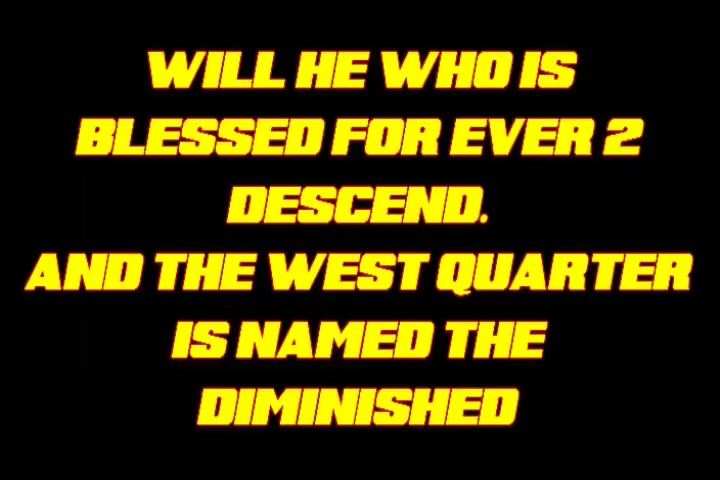 WILL HE WHO IS
BLESSED FOR EVER 2
DESCEND.
AND THE WEST QUARTER
IS NAMED THE
DIMINISHED